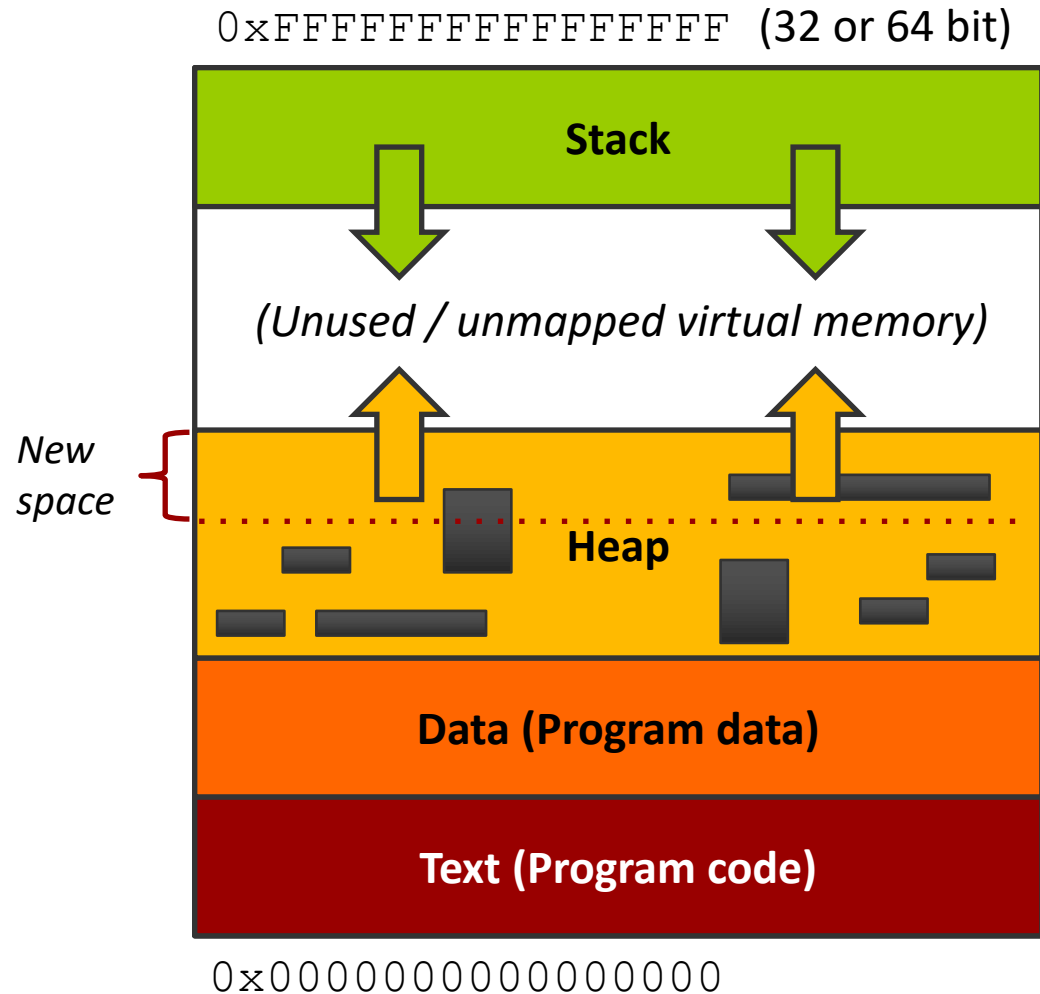 0xFFFFFFFFFFFFFFFF (32 or 64 bit)
Stack
(Unused / unmapped virtual memory)
New
space
Heap
Data (Program data)
Text (Program code)
0x0000000000000000